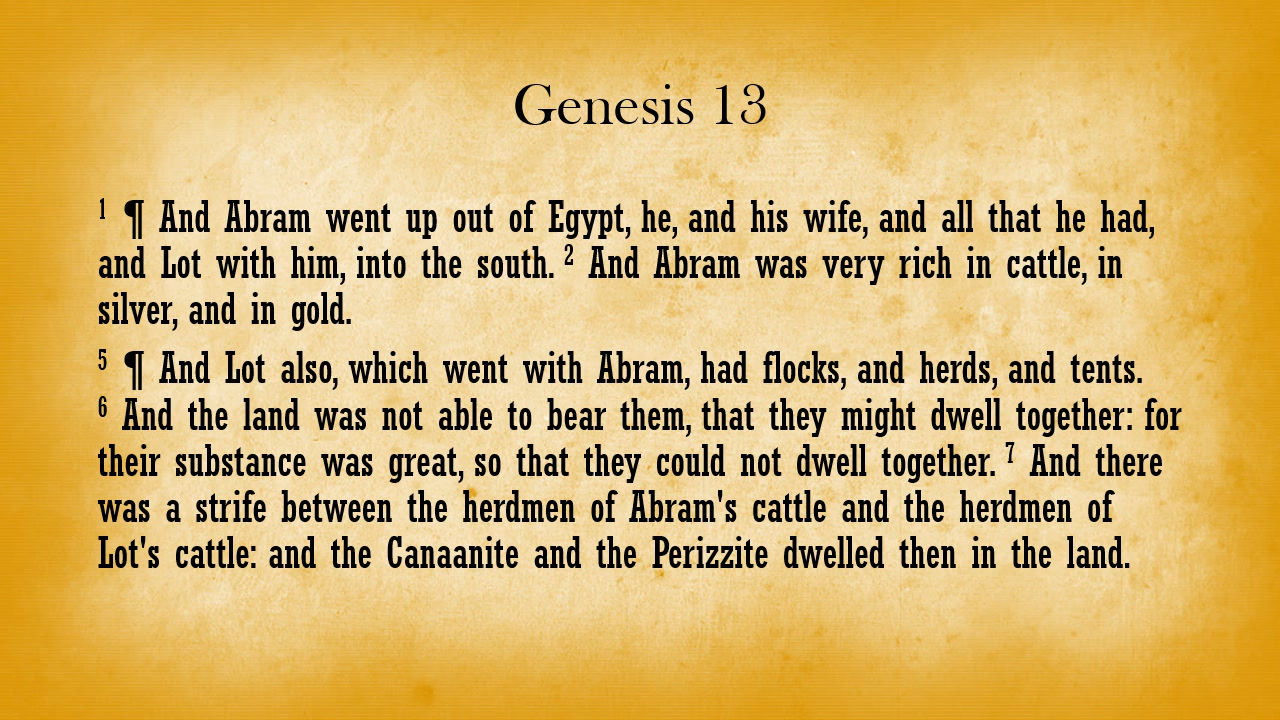 Genesis 13
1 ¶ And Abram went up out of Egypt, he, and his wife, and all that he had,
and Lot with him, into the south. 2 And Abram was very rich in cattle, in
silver, and in gold.
5 ¶ And Lot also, which went with Abram, had flocks, and herds, and tents.
6 And the land was not able to bear them, that they might dwell together: for
their substance was great, so that they could not dwell together. 7 And there
was a strife between the herdmen of Abram's cattle and the herdmen of
Lot's cattle: and the Canaanite and the Perizzite dwelled then in the land.